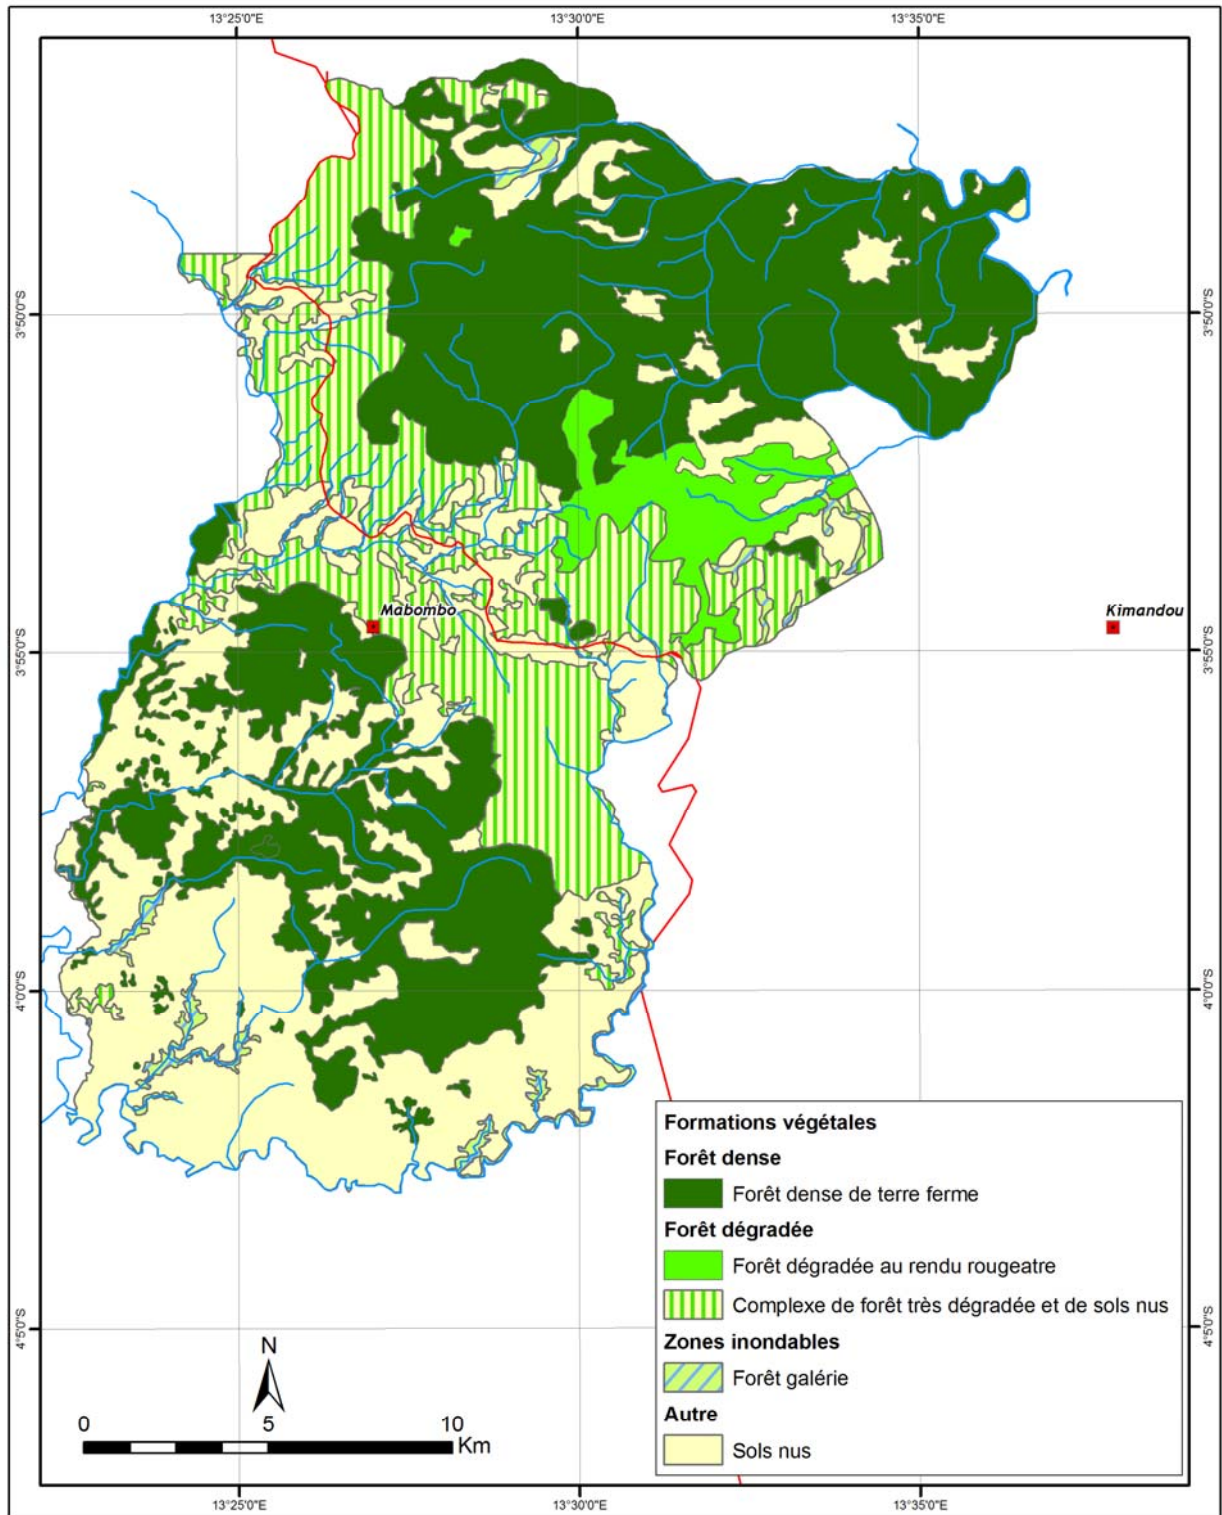 13°25'0"E
13°30'0"E
13°35'0"E
3°50'0"S
3°50'0"S
Mabombo
Kimandou
3°55'0"S
3°55'0"S
4°0'0"S
4°0'0"S
Formations végétales
Forêt dense
Forêt dense de terre ferme
Forêt dégradée
Forêt dégradée au rendu rougeatre
Complexe de forêt très dégradée et de sols nus
Zones inondables
Forêt galérie
Autre
Sols nus
4°5'0"S
4°5'0"S
N
0 5 10
Km
13°25'0"E
13°30'0"E
13°35'0"E